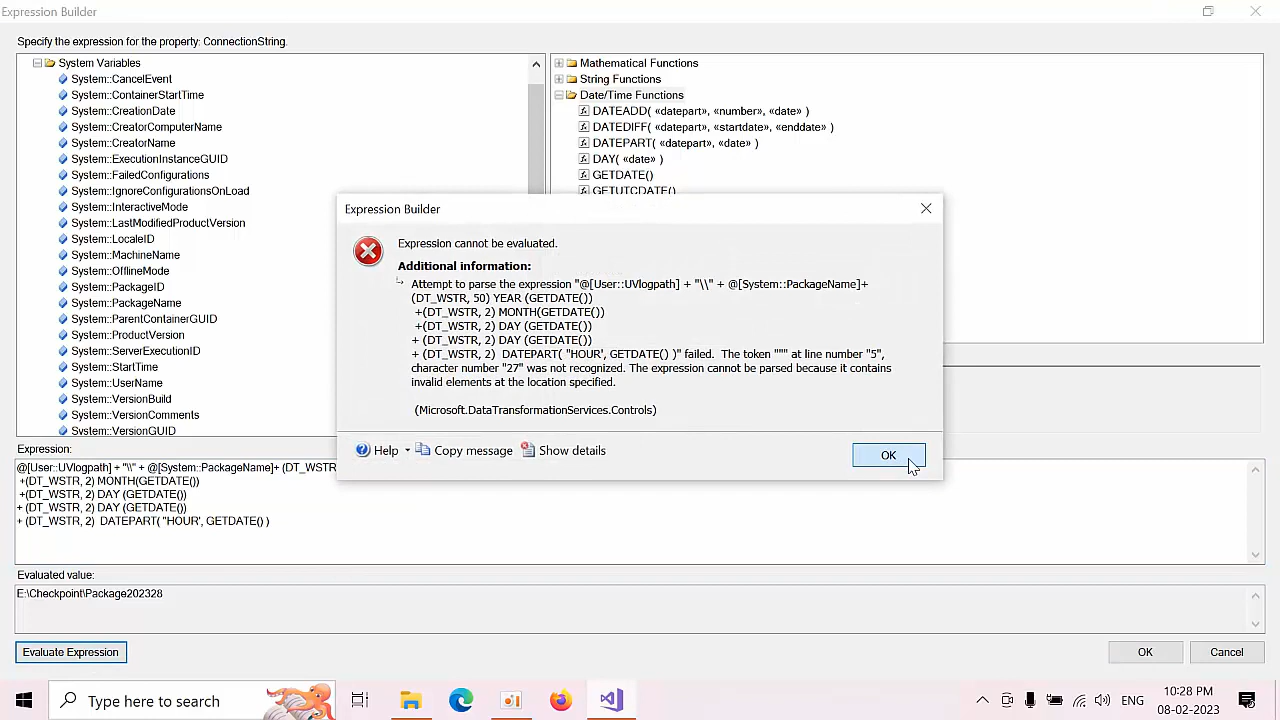 Expression Builder
Specify the expression for the property: ConnectionString.
System Variables
System::CancelEvent
System::ContainerStartTime
System::CreationDate
System::CreatorComputerName
System::CreatorName
System::ExecutionInstanceGUID
System::FailedConfigurations
System::IgnoreConfigurationsOnLoad
System::InteractiveMode
System::LastModifiedProductVersion
System::LocaleID
System::MachineName
System::OfflineMode
System::PackageID
System::PackageName
System::ParentContainerGUID
System::ProductVersion
System::ServerExecutionID
System::StartTime
System::UserName
System::VersionBuild
System::VersionComments
System::VersionGUID
Mathematical Functions
String Functions
Date/Time Functions
DATEADD( «datepart», «number», «date» )
DATEDIFF( «datepart», «startdate», «enddate» )
DATEPART( «datepart», «date» )
DAY( «date» )
GETDATE()
GETUTCDATE()
Expression Builder
Expression cannot be evaluated.
Additional information:
Attempt to parse the expression "@[User::UVlogpath] + "\\" + @[System::PackageName]+
(DT_WSTR, 50) YEAR (GETDATE())
+(DT_WSTR, 2) MONTH(GETDATE())
+(DT_WSTR, 2) DAY (GETDATE())
+ (DT_WSTR, 2) DAY (GETDATE())
+ (DT_WSTR, 2)  DATEPART( "HOUR', GETDATE() )" failed.  The token """ at line number "5",
character number "27" was not recognized. The expression cannot be parsed because it contains
invalid elements at the location specified.
(Microsoft.DataTransformationServices.Controls)
Help
Copy message
Show details
OK
Expression:
@[User::UVlogpath] + "\\" + @[System::PackageName]+ (DT_WSTR
+(DT_WSTR, 2) MONTH(GETDATE())
+(DT_WSTR, 2) DAY (GETDATE())
+ (DT_WSTR, 2) DAY (GETDATE())
+ (DT_WSTR, 2)  DATEPART( "HOUR', GETDATE() )
Evaluated value:
E:\Checkpoint\Package202328
Evaluate Expression
OK
Cancel
Type here to search
ENG
10:28 PM
08-02-2023